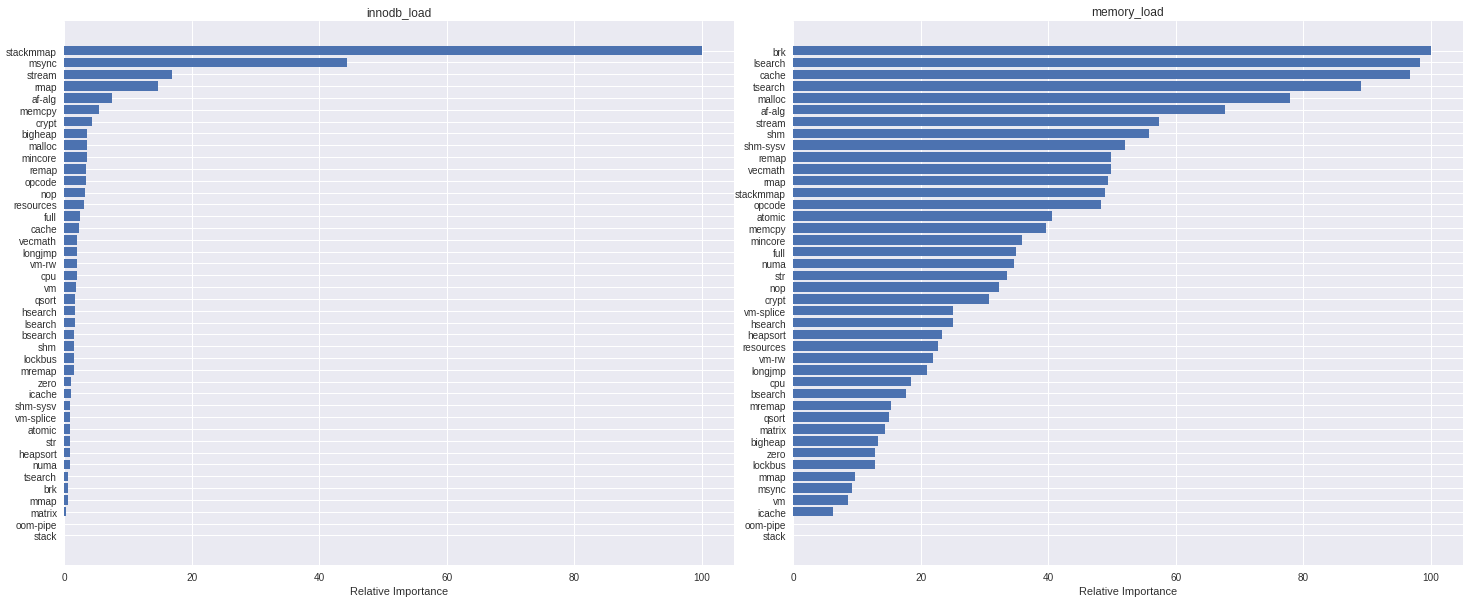 innodb_load
stackmmap
msync
stream
rmap
af-alg
memcpy
crypt
bigheap
malloc
mincore
remap
opcode
nop
resources
full
cache
vecmath
longjmp
vm-rw
cpu
vm
qsort
hsearch
lsearch
bsearch
shm
lockbus
mremap
zero
icache
shm-sysv
vm-splice
atomic
str
heapsort
numa
tsearch
brk
mmap
matrix
oom-pipe
stack
0 20 40 60 80 100
Relative Importance
memory_load
brk
lsearch
cache
tsearch
malloc
af-alg
stream
shm
shm-sysv
remap
vecmath
rmap
stackmmap
opcode
atomic
memcpy
mincore
full
numa
str
nop
crypt
vm-splice
hsearch
heapsort
resources
vm-rw
longjmp
cpu
bsearch
mremap
qsort
matrix
bigheap
zero
lockbus
mmap
msync
vm
icache
oom-pipe
stack
0 20 40 60 80 100
Relative Importance